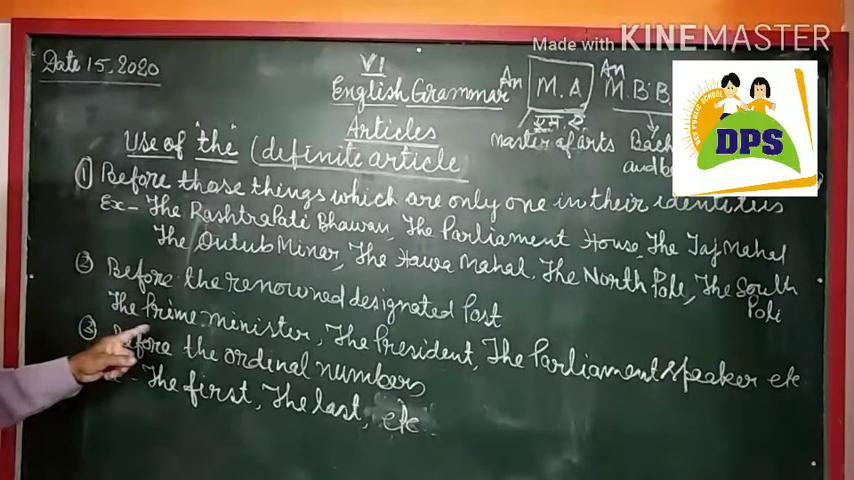 Made with KINEMASTER
Date 15.2020
VI
English Grammar
An M.A
An M.B.B
एम ए
master of arts
Articles
Use of "the" (definite article
DPS
① Before those things which are only one in their identities
Ex- The Rashtrapati Bhawan, The Parliament House, The Taj Mahal
The Qutub Minar, The Hawa Mahal, The North Pole, The South
Pole
② Before the renowned designated Post
The Prime minister, The President, The Parliament speaker etc
③ Before the ordinal numbers
The first, The last, etc